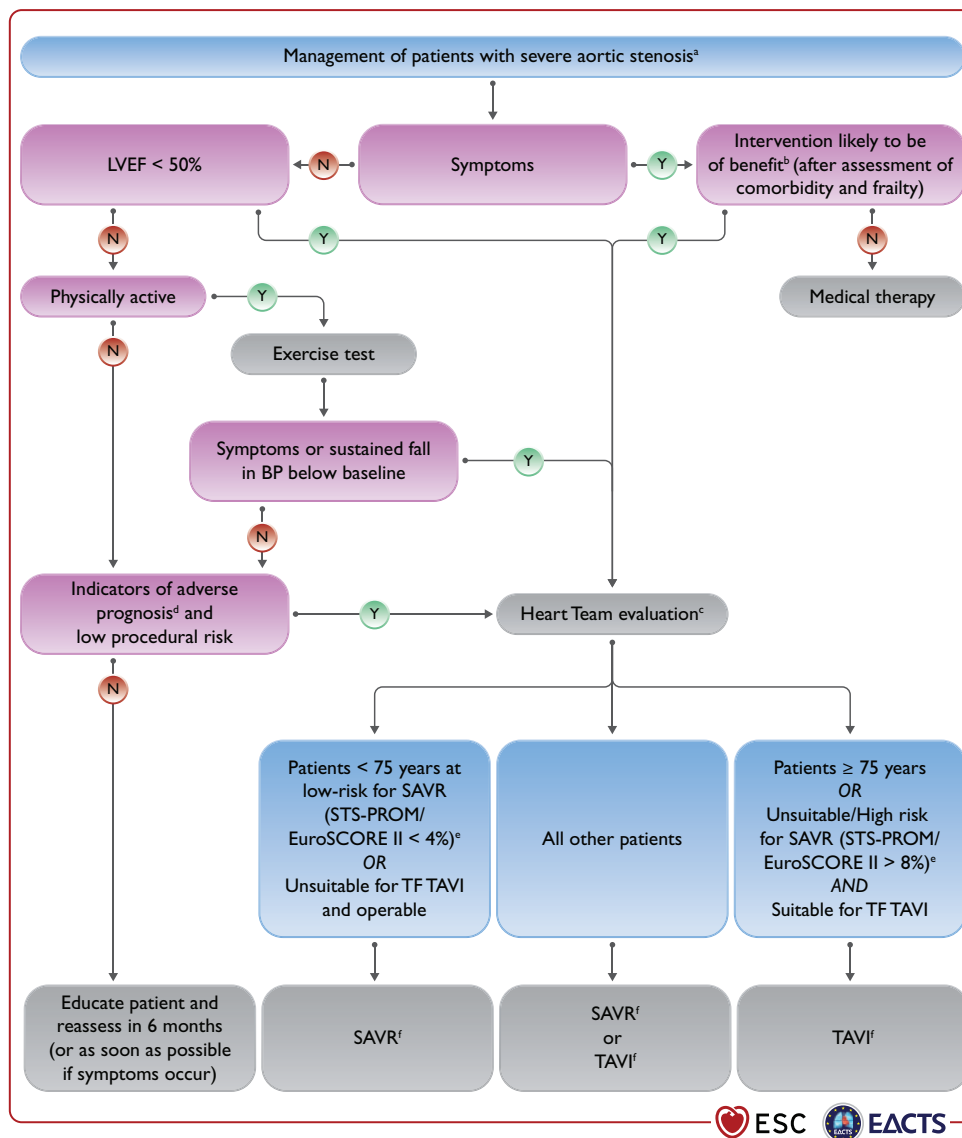 Management of patients with severe aortic stenosisᵃ
LVEF < 50%
N
Symptoms
Y
Intervention likely to be
of benefitᵇ (after assessment of
comorbidity and frailty)
N
Y
Y
N
Physically active
Y
Medical therapy
N
Exercise test
Symptoms or sustained fall
in BP below baseline
Y
N
Indicators of adverse
prognosisᵈ and
low procedural risk
Y
Heart Team evaluationᶜ
N
Patients < 75 years at
low-risk for SAVR
(STS-PROM/
EuroSCORE II < 4%)ᵉ
OR
Unsuitable for TF TAVI
and operable
All other patients
Patients ≥ 75 years
OR
Unsuitable/High risk
for SAVR (STS-PROM/
EuroSCORE II > 8%)ᵉ
AND
Suitable for TF TAVI
Educate patient and
reassess in 6 months
(or as soon as possible
if symptoms occur)
SAVRᶠ
SAVRᶠ
or
TAVIᶠ
TAVIᶠ
ESC
EACTS
EACTS